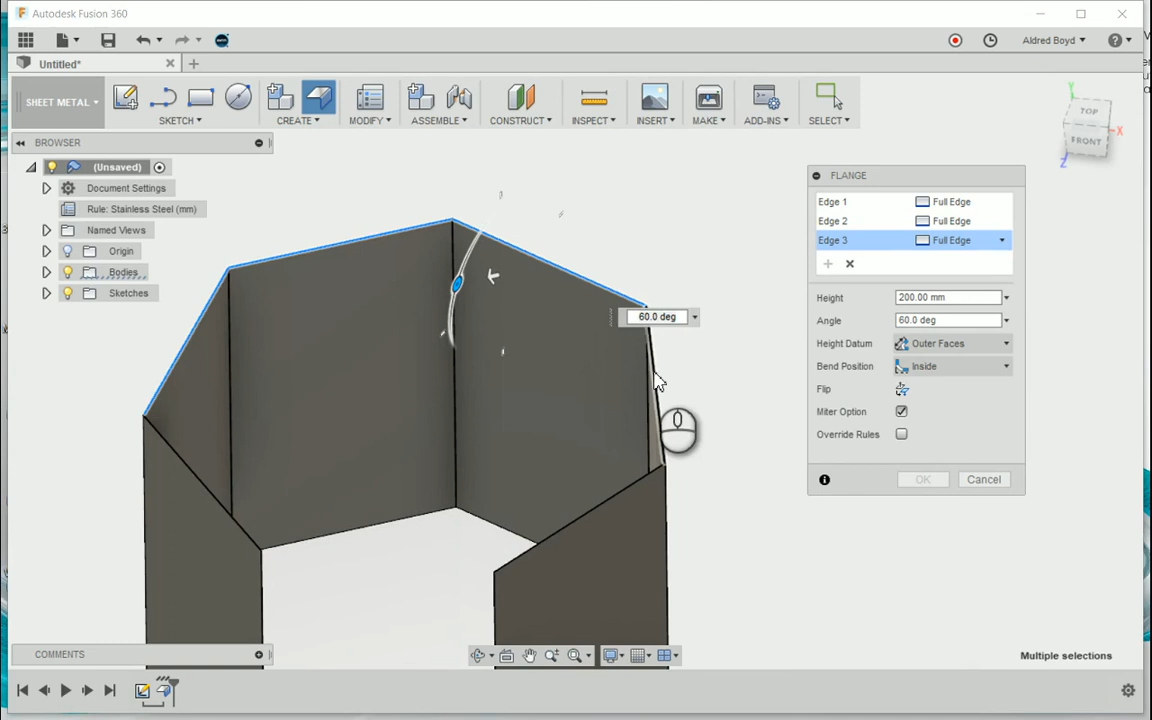 Autodesk Fusion 360
Aldred Boyd
Untitled*
SHEET METAL
SKETCH
CREATE
MODIFY
ASSEMBLE
CONSTRUCT
INSPECT
INSERT
MAKE
ADD-INS
SELECT
BROWSER
(Unsaved)
Document Settings
Rule: Stainless Steel (mm)
Named Views
Origin
Bodies
Sketches
TOP
FRONT
X
Y
Z
FLANGE
Edge 1 Full Edge
Edge 2 Full Edge
Edge 3 Full Edge
Height 200.00 mm
Angle 60.0 deg
Height Datum Outer Faces
Bend Position Inside
Flip
Miter Option
Override Rules
OK Cancel
60.0 deg
COMMENTS
Multiple selections